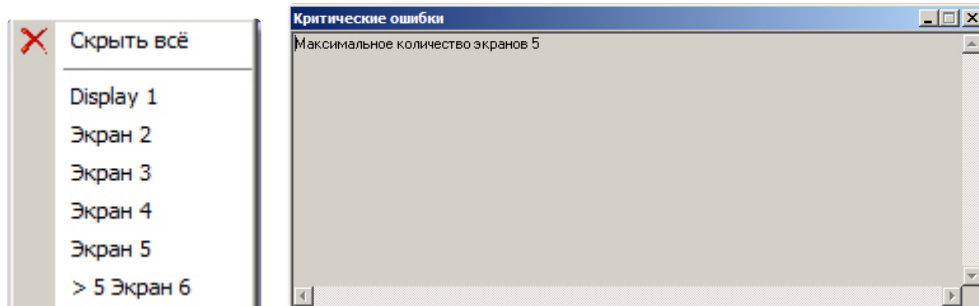 Скрыть всё
Display 1
Экран 2
Экран 3
Экран 4
Экран 5
> 5 Экран 6
Критические ошибки
Максимальное количество экранов 5